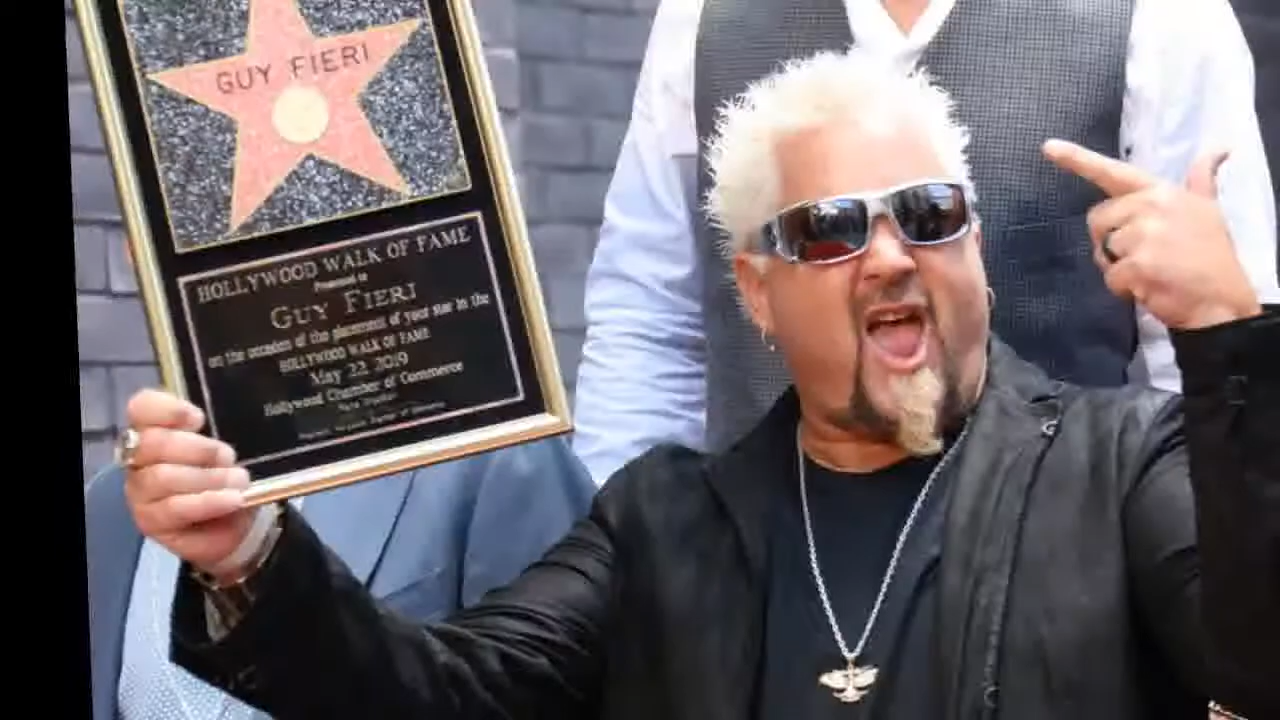 GUY FIERI
HOLLYWOOD WALK OF FAME
Presented to
GUY FIERI
on the occasion of the placement of your star in the
HOLLYWOOD WALK OF FAME
May 22, 2019
Hollywood Chamber of Commerce